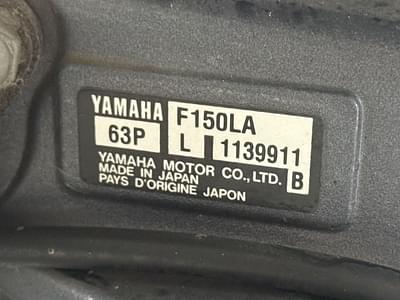 YAMAHA F150LA
63P L 1139911
YAMAHA MOTOR CO., LTD. B
MADE IN JAPAN
PAYS D'ORIGINE JAPON